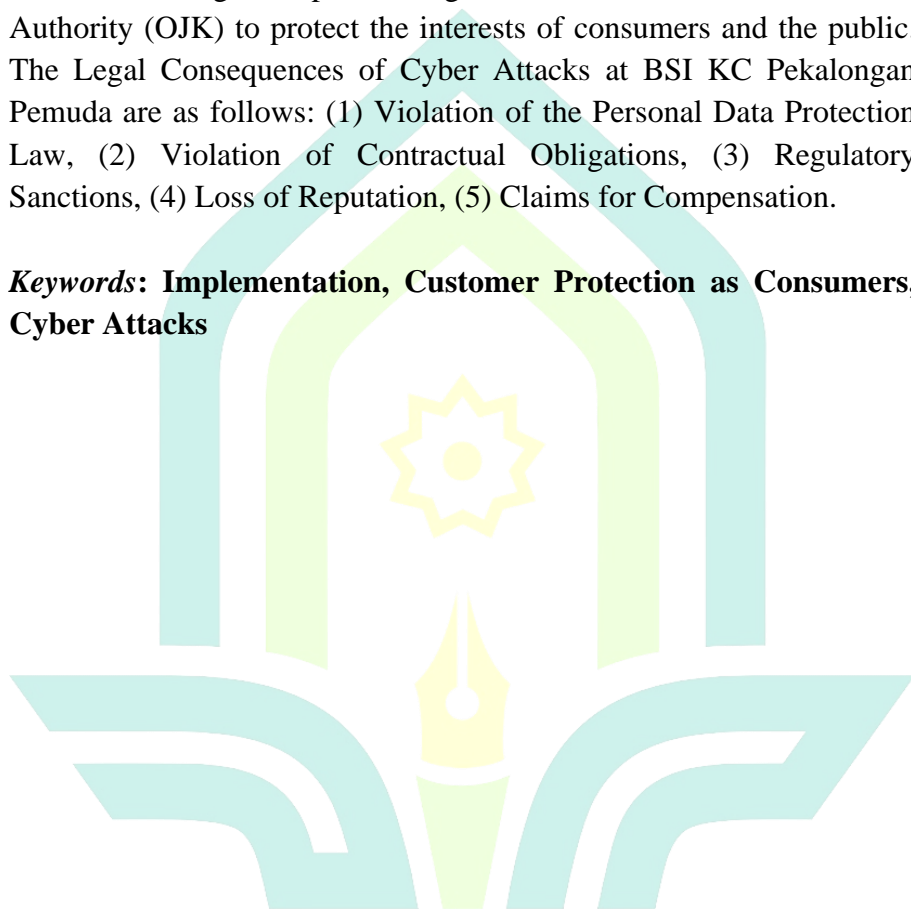 Authority (OJK) to protect the interests of consumers and the public.
The Legal Consequences of Cyber Attacks at BSI KC Pekalongan
Pemuda are as follows: (1) Violation of the Personal Data Protection
Law, (2) Violation of Contractual Obligations, (3) Regulatory
Sanctions, (4) Loss of Reputation, (5) Claims for Compensation.
Keywords: Implementation, Customer Protection as Consumers,
Cyber Attacks